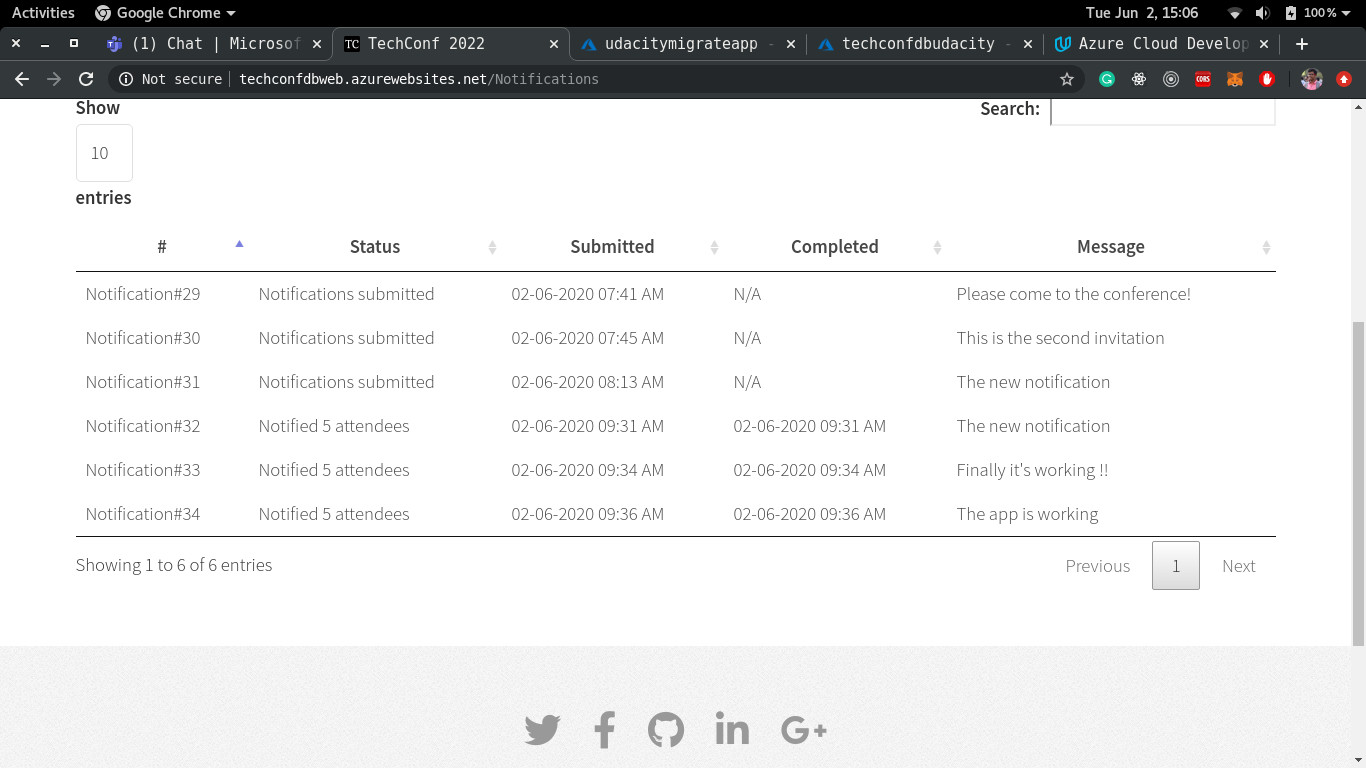 Activities Google Chrome Tue Jun 2, 15:06 100%
(1) Chat | Microsof TechConf 2022 udacitymigrateapp - techconfdbudacity - Azure Cloud Develop
Not secure techconfdbweb.azurewebsites.net/Notifications CORS
Show Search:
10
entries
# Status Submitted Completed Message
Notification#29 Notifications submitted 02-06-2020 07:41 AM N/A Please come to the conference!
Notification#30 Notifications submitted 02-06-2020 07:45 AM N/A This is the second invitation
Notification#31 Notifications submitted 02-06-2020 08:13 AM N/A The new notification
Notification#32 Notified 5 attendees 02-06-2020 09:31 AM 02-06-2020 09:31 AM The new notification
Notification#33 Notified 5 attendees 02-06-2020 09:34 AM 02-06-2020 09:34 AM Finally it's working !!
Notification#34 Notified 5 attendees 02-06-2020 09:36 AM 02-06-2020 09:36 AM The app is working
Showing 1 to 6 of 6 entries Previous 1 Next